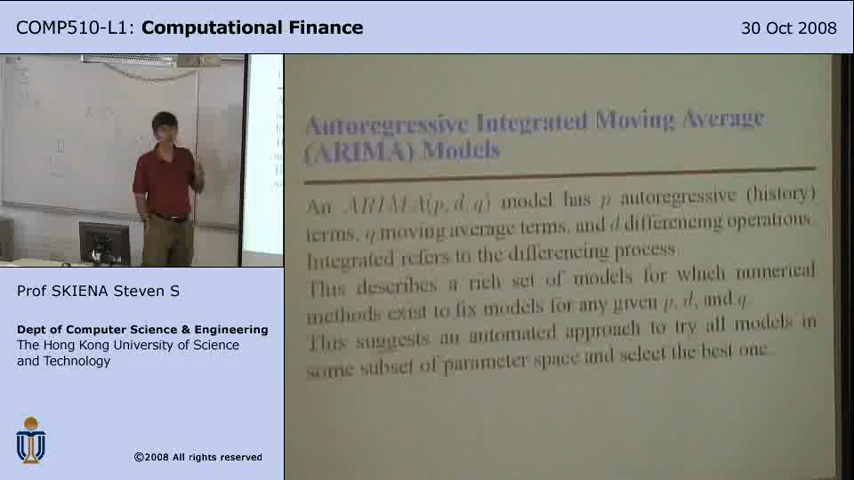 COMP510-L1: Computational Finance
30 Oct 2008
Autoregressive Integrated Moving Average
(ARIMA) Models
An ARIMA(p, d, q) model has p autoregressive (history)
terms, q moving average terms, and d differencing operations.
Integrated refers to the differencing process.
This describes a rich set of models for which numerical
methods exist to fix models for any given p, d, and q.
This suggests an automated approach to try all models in
some subset of parameter space and select the best one.
Prof SKIENA Steven S
Dept of Computer Science & Engineering
The Hong Kong University of Science
and Technology
©2008 All rights reserved